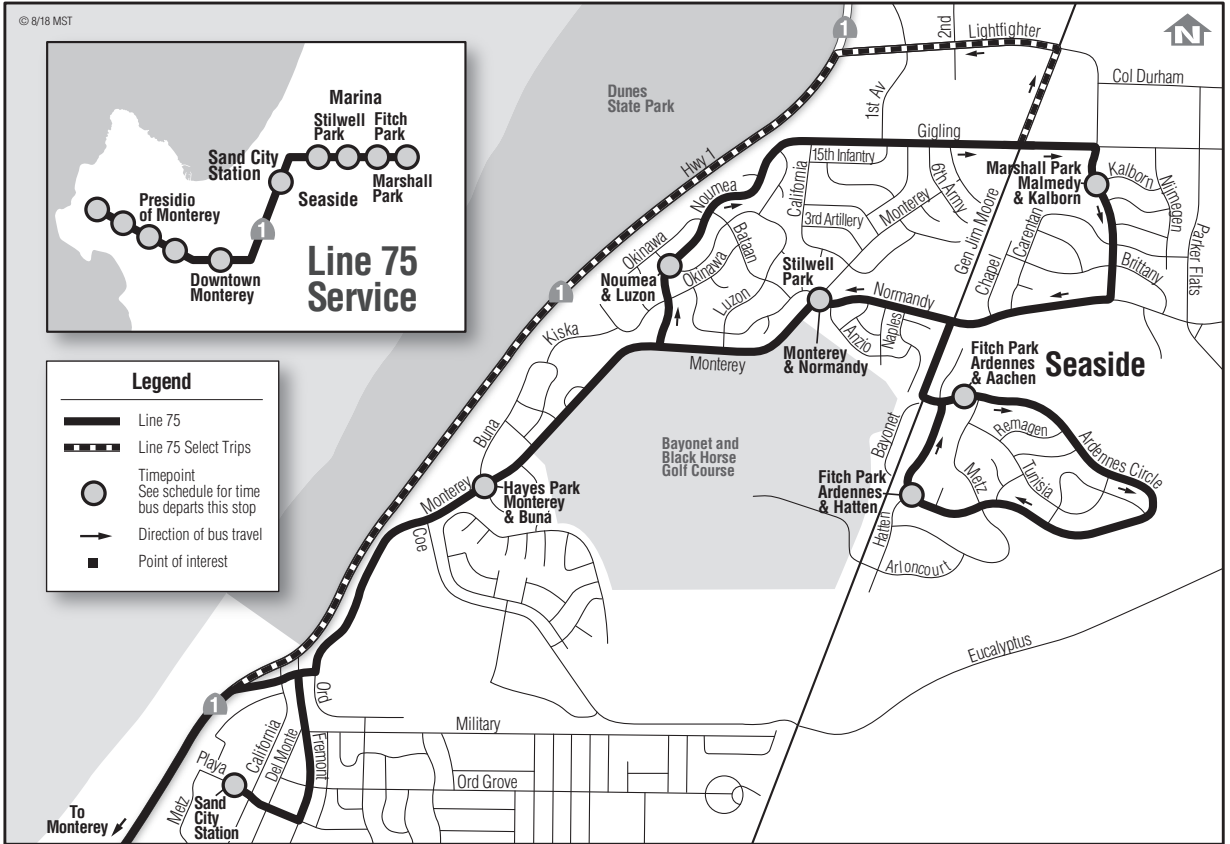 © 8/18 MST
Marina
Stilwell
Park
Fitch
Park
Sand City
Station
Seaside
Marshall
Park
Presidio
of Monterey
1
Downtown
Monterey
Line 75
Service
Legend
Line 75
Line 75 Select Trips
Timepoint
See schedule for time
bus departs this stop
Direction of bus travel
Point of interest
1
2nd
Lightfighter
N
Dunes
State Park
1st Av
Col Durham
Hwy 1
Gigling
15th Infantry
California
6th Army
Marshall Park
Malmedy
& Kalborn
Kalborn
Nijmegen
Noumea
3rd Artillery
Monterey
Gen Jim Moore
Carentan
Parker Flats
Okinawa
Bataan
Okinawa
Stilwell
Park
Chapel
Brittany
Noumea
& Luzon
Luzon
Normandy
1
Kiska
Anzio
Naples
Monterey
Monterey
& Normandy
Fitch Park
Ardennes
& Aachen
Seaside
Buna
Bayonet and
Black Horse
Golf Course
Bayonet
Remagen
Ardennes Circle
Metz
Tunisia
Monterey
Hayes Park
Monterey
& Buna
Fitch Park
Ardennes
& Hatten
Coe
Hatten
Arloncourt
Eucalyptus
1
Ord
Military
California
Del Monte
Fremont
Playa
Ord Grove
Metz
Sand
City
Station
To
Monterey